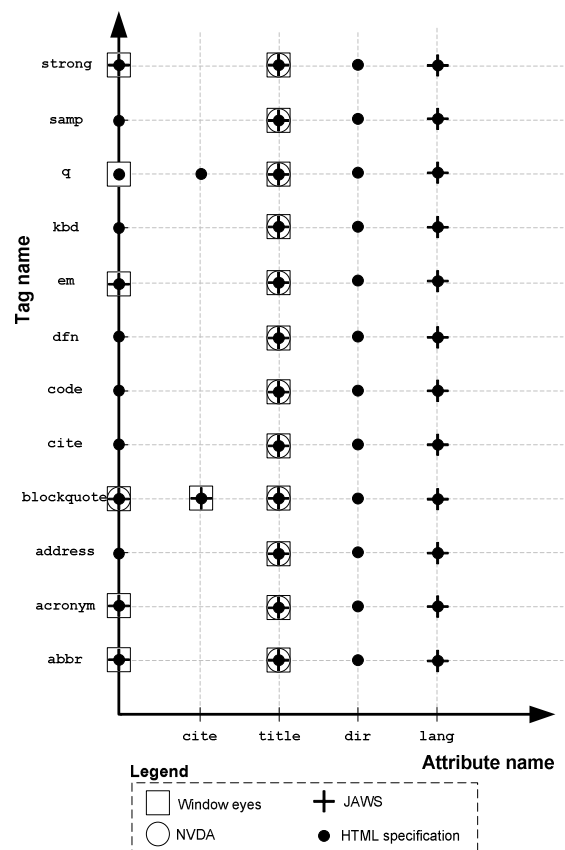 strong
samp
q
kbd
em
dfn
code
cite
blockquote
address
acronym
abbr
Tag name
cite title dir lang
Attribute name
Legend
Window eyes JAWS
NVDA HTML specification